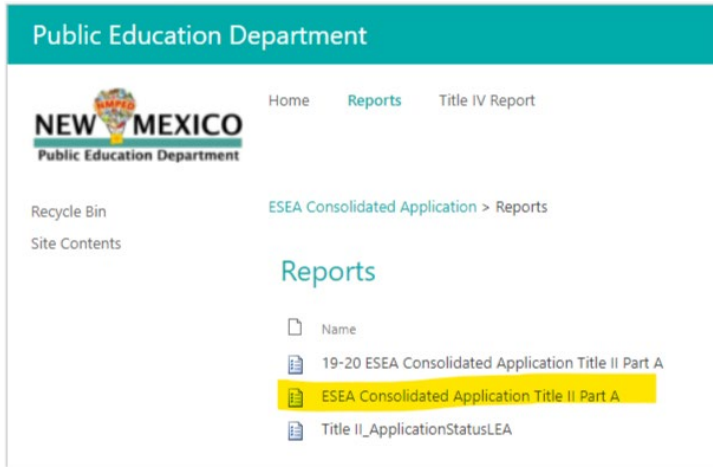 Public Education Department
NMPED
NEW MEXICO
Public Education Department
Home Reports Title IV Report
Recycle Bin
Site Contents
ESEA Consolidated Application > Reports
Reports
Name
19-20 ESEA Consolidated Application Title II Part A
ESEA Consolidated Application Title II Part A
Title II_ApplicationStatusLEA